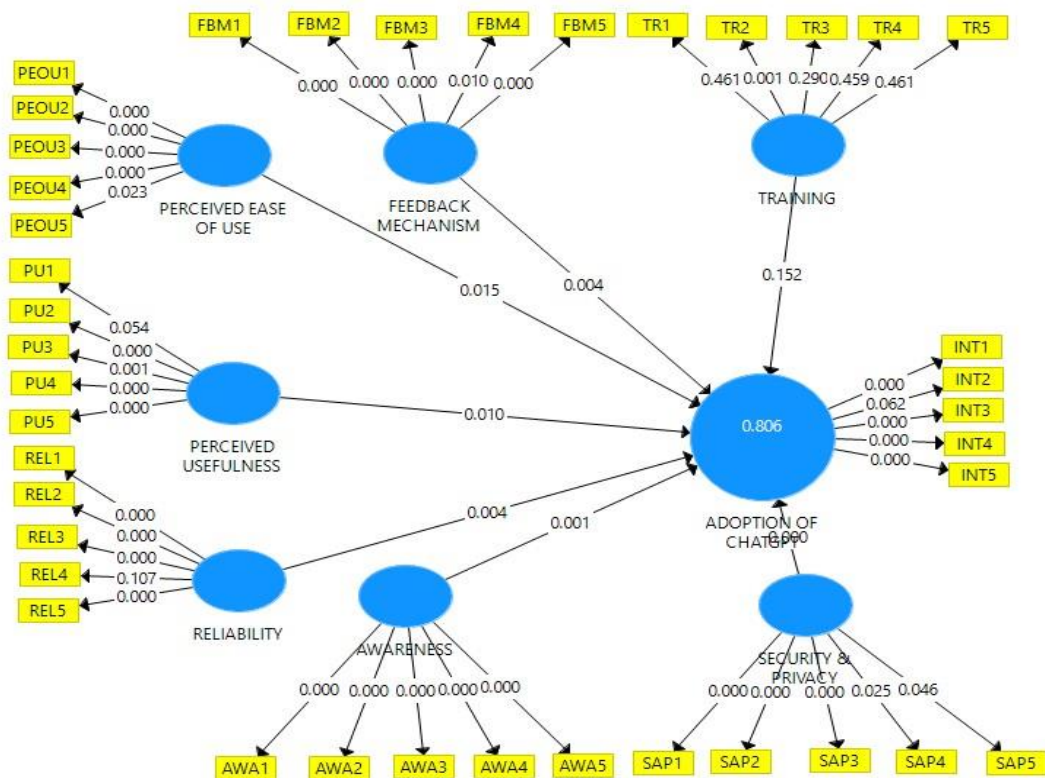 FBM1
FBM2
FBM3
FBM4
FBM5
0.000
0.000
0.000
0.010
0.000
FEEDBACK
MECHANISM
TR1
TR2
TR3
TR4
TR5
0.461
0.001
0.290
0.459
0.461
TRAINING
PEOU1
PEOU2
PEOU3
PEOU4
PEOU5
0.000
0.000
0.000
0.000
0.023
PERCEIVED EASE
OF USE
0.015
0.004
0.152
PU1
PU2
PU3
PU4
PU5
0.054
0.000
0.001
0.000
0.000
PERCEIVED
USEFULNESS
0.010
0.806
ADOPTION OF
CHATGPT
INT1
INT2
INT3
INT4
INT5
0.000
0.062
0.000
0.000
0.000
REL1
REL2
REL3
REL4
REL5
0.000
0.000
0.000
0.107
0.000
RELIABILITY
0.004
0.001
0.000
AWARENESS
0.000
0.000
0.000
0.000
0.000
AWA1
AWA2
AWA3
AWA4
AWA5
SECURITY &
PRIVACY
0.000
0.000
0.000
0.025
0.046
SAP1
SAP2
SAP3
SAP4
SAP5